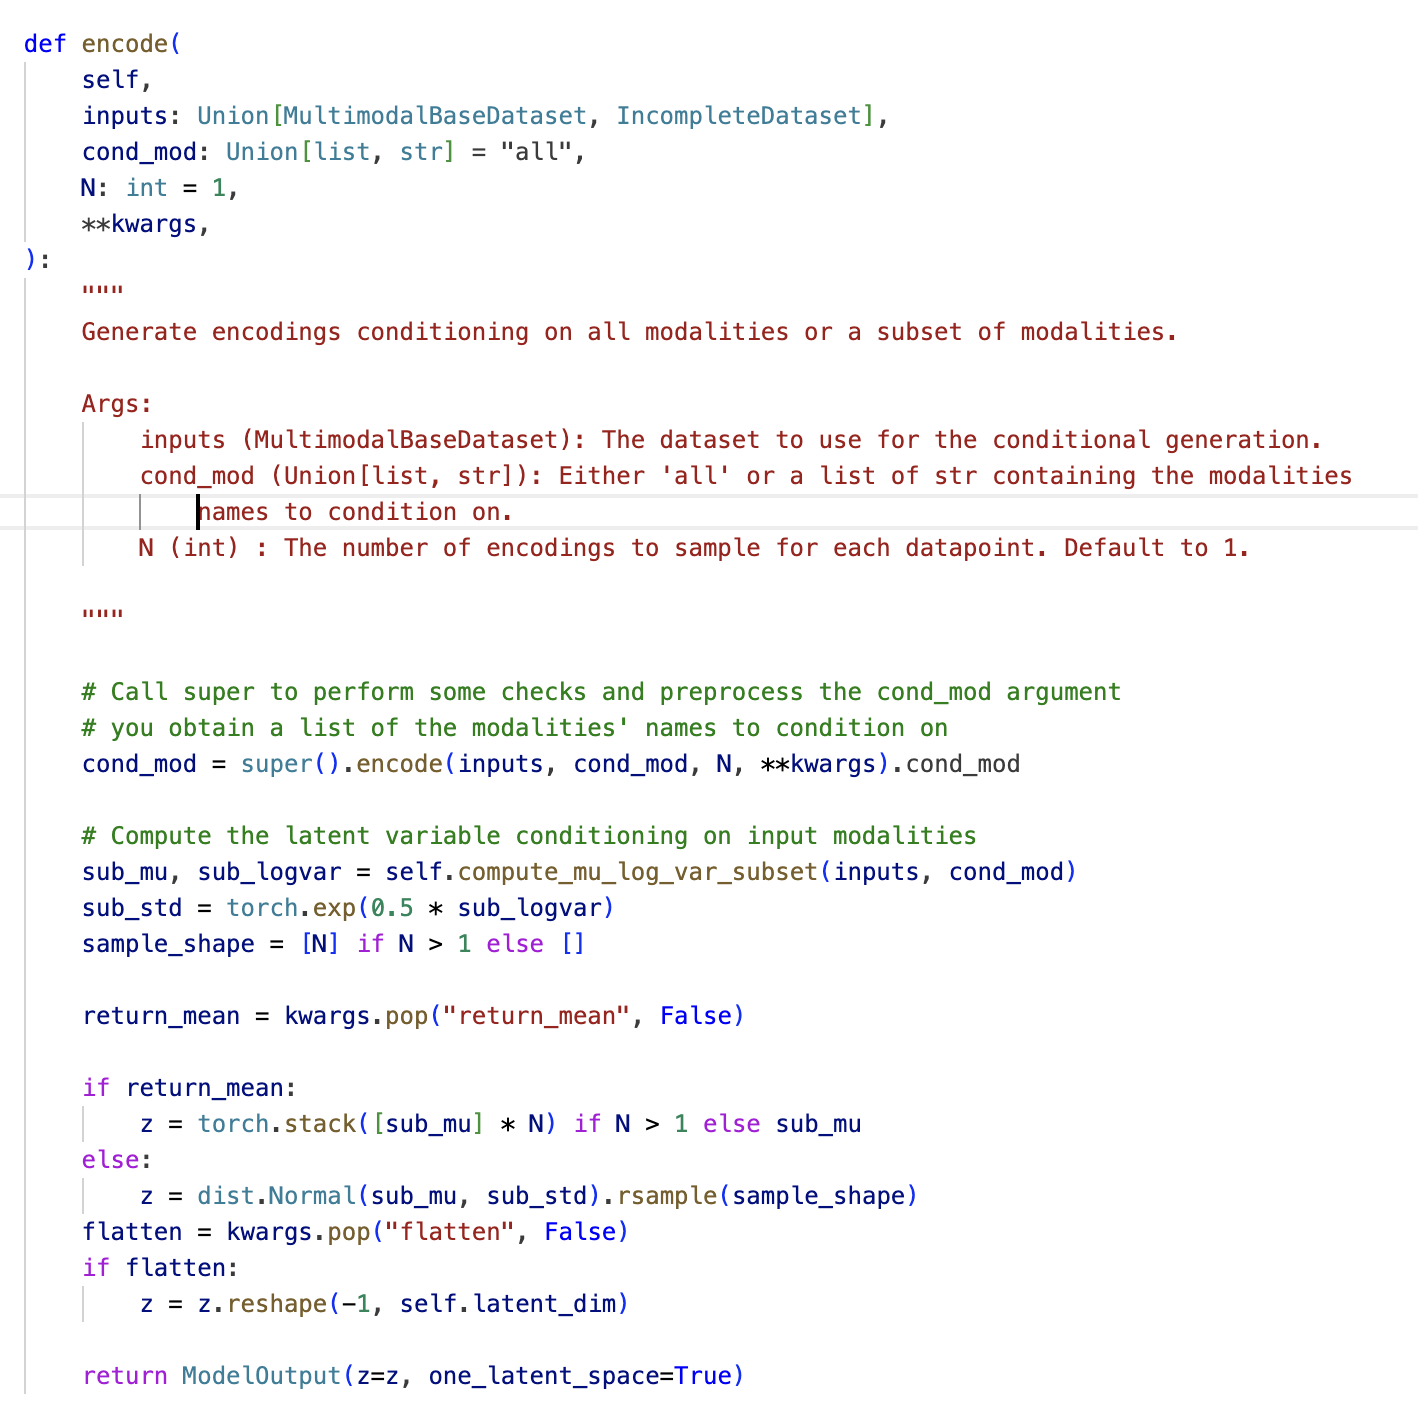 def encode(
    self,
    inputs: Union[MultimodalBaseDataset, IncompleteDataset],
    cond_mod: Union[list, str] = "all",
    N: int = 1,
    **kwargs,
):
    """
    Generate encodings conditioning on all modalities or a subset of modalities.

    Args:
        inputs (MultimodalBaseDataset): The dataset to use for the conditional generation.
        cond_mod (Union[list, str]): Either 'all' or a list of str containing the modalities
            names to condition on.
        N (int) : The number of encodings to sample for each datapoint. Default to 1.

    """

    # Call super to perform some checks and preprocess the cond_mod argument
    # you obtain a list of the modalities' names to condition on
    cond_mod = super().encode(inputs, cond_mod, N, **kwargs).cond_mod

    # Compute the latent variable conditioning on input modalities
    sub_mu, sub_logvar = self.compute_mu_log_var_subset(inputs, cond_mod)
    sub_std = torch.exp(0.5 * sub_logvar)
    sample_shape = [N] if N > 1 else []

    return_mean = kwargs.pop("return_mean", False)

    if return_mean:
        z = torch.stack([sub_mu] * N) if N > 1 else sub_mu
    else:
        z = dist.Normal(sub_mu, sub_std).rsample(sample_shape)
    flatten = kwargs.pop("flatten", False)
    if flatten:
        z = z.reshape(-1, self.latent_dim)

    return ModelOutput(z=z, one_latent_space=True)